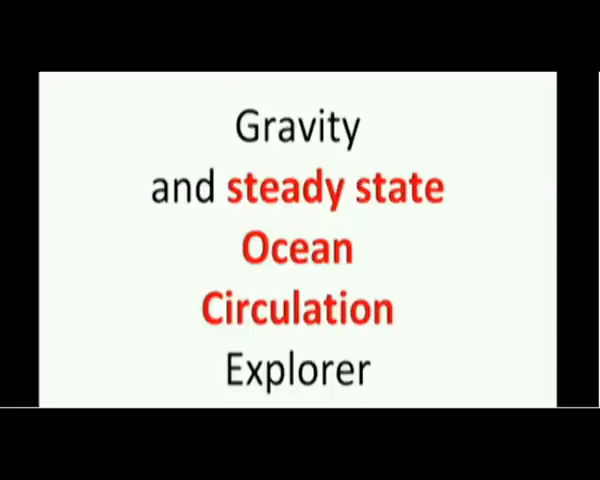 Gravity
and steady state
Ocean
Circulation
Explorer